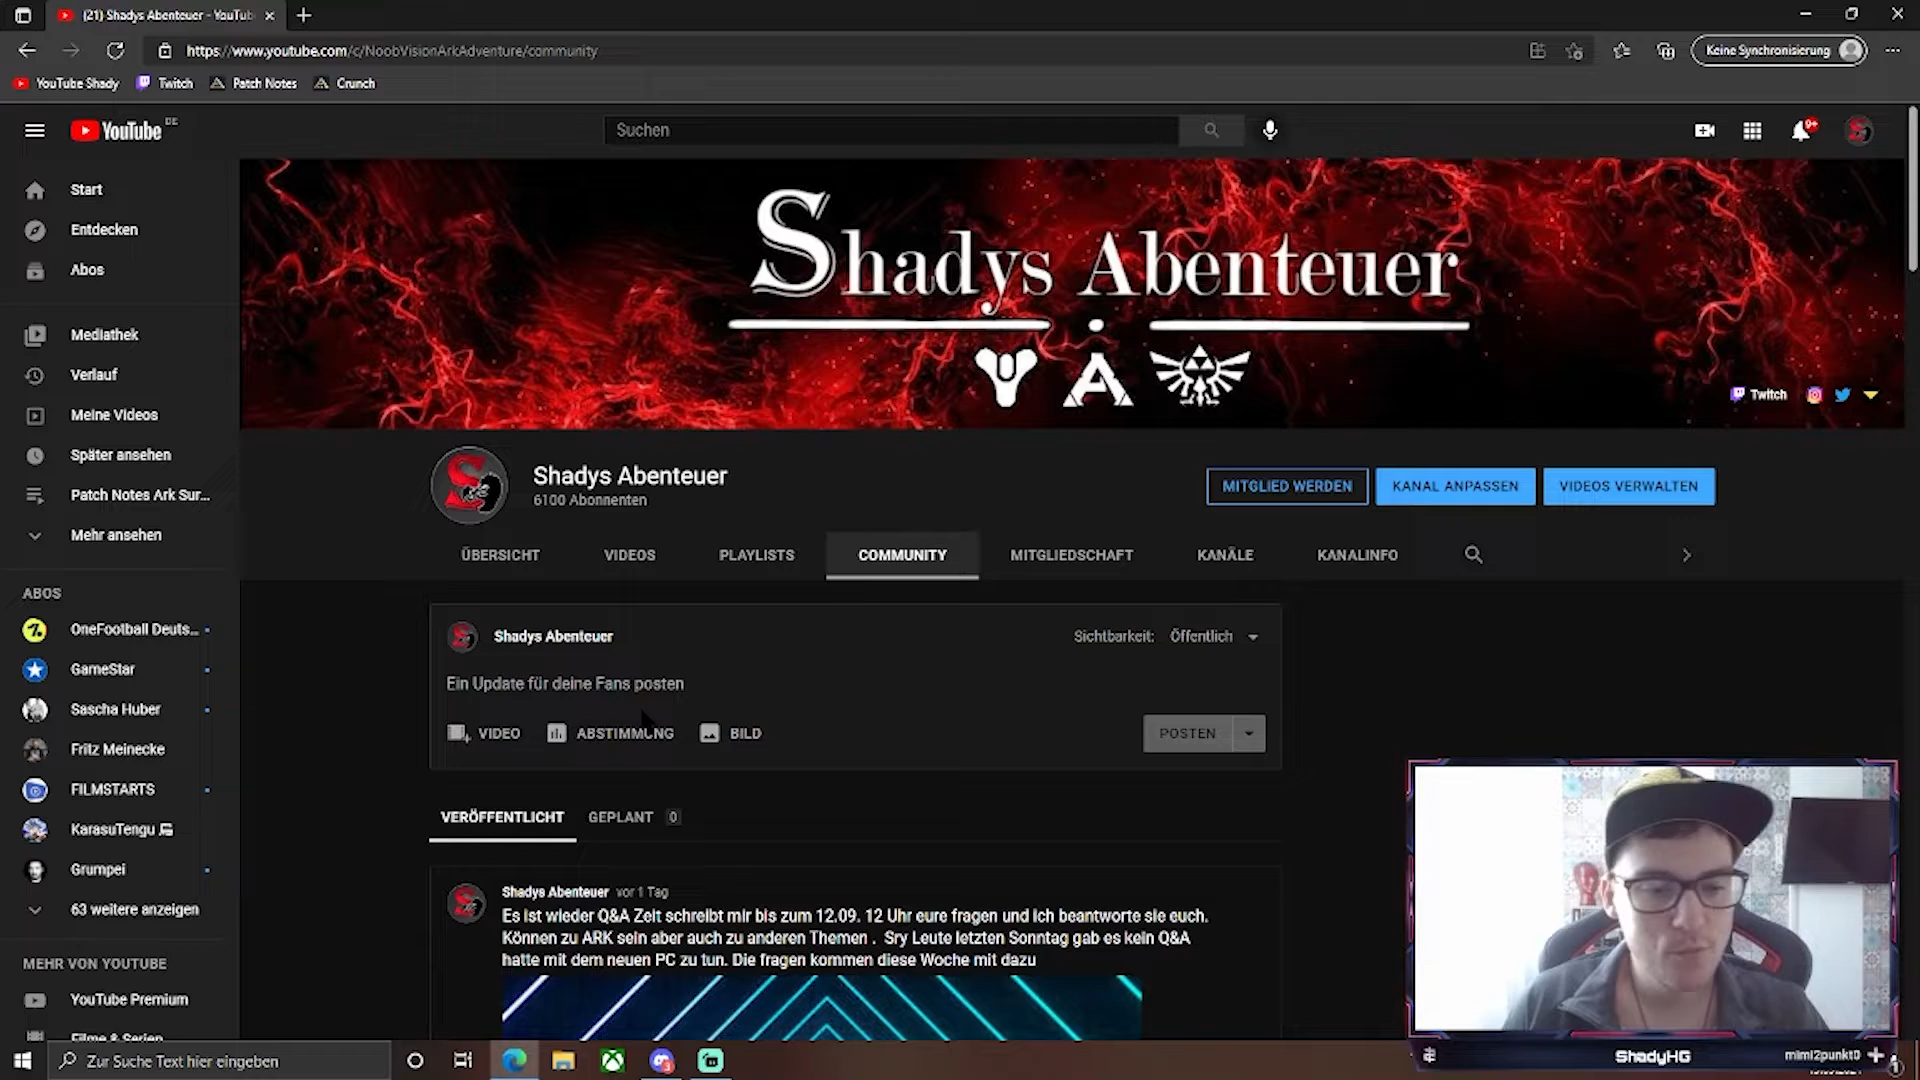 (21) Shadys Abenteuer - YouTub
https://www.youtube.com/c/NoobVisionArkAdventure/community
Keine Synchronisierung
YouTube Shady
Twitch
Patch Notes
Crunch
YouTube DE
Suchen
9+
Start
Entdecken
Abos
Mediathek
Verlauf
Meine Videos
Später ansehen
Patch Notes Ark Sur...
Mehr ansehen
ABOS
OneFootball Deuts...
GameStar
Sascha Huber
Fritz Meinecke
FILMSTARTS
KarasuTengu
Grumpei
63 weitere anzeigen
MEHR VON YOUTUBE
YouTube Premium
Filme & Serien
Shadys Abenteuer
Twitch
Shadys Abenteuer
6100 Abonnenten
MITGLIED WERDEN
KANAL ANPASSEN
VIDEOS VERWALTEN
ÜBERSICHT
VIDEOS
PLAYLISTS
COMMUNITY
MITGLIEDSCHAFT
KANÄLE
KANALINFO
Shadys Abenteuer
Sichtbarkeit: Öffentlich
Ein Update für deine Fans posten
VIDEO
ABSTIMMUNG
BILD
POSTEN
VERÖFFENTLICHT
GEPLANT 0
Shadys Abenteuer vor 1 Tag
Es ist wieder Q&A Zeit schreibt mir bis zum 12.09. 12 Uhr eure fragen und ich beantworte sie euch.
Können zu ARK sein aber auch zu anderen Themen . Sry Leute letzten Sonntag gab es kein Q&A
hatte mit dem neuen PC zu tun. Die fragen kommen diese Woche mit dazu
ShadyHG
mimi2punkt0
Zur Suche Text hier eingeben
3
1